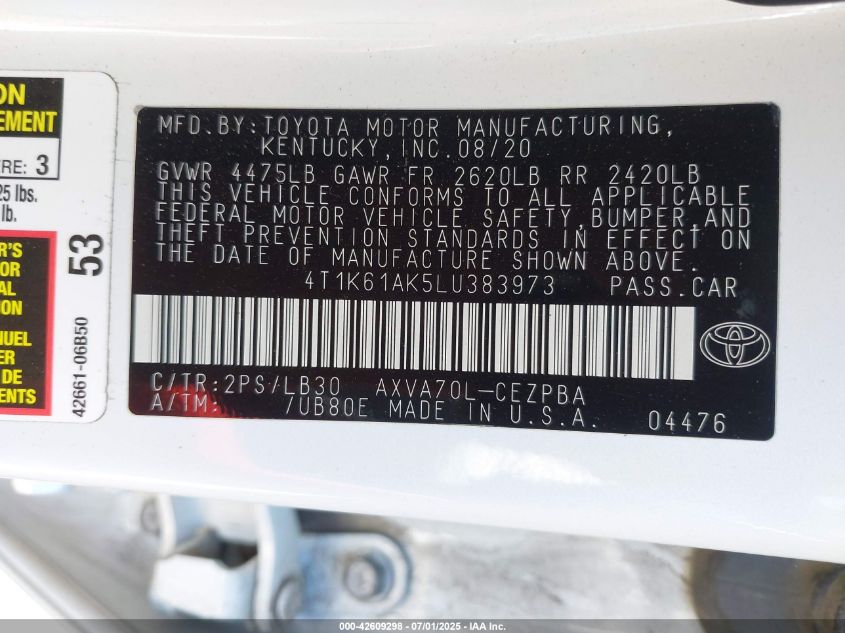 ON
EMENT
RE: 3
25 lbs.
lb.
R'S
OR
AL
ION
NUEL
ER
DE
ENTS
53
42661-06B50
MFD. BY: TOYOTA MOTOR MANUFACTURING,
KENTUCKY, INC. 08/20
GVWR 4475LB GAWR FR 2620LB RR 2420LB
THIS VEHICLE CONFORMS TO ALL APPLICABLE
FEDERAL MOTOR VEHICLE SAFETY, BUMPER, AND
THEFT PREVENTION STANDARDS IN EFFECT ON
THE DATE OF MANUFACTURE SHOWN ABOVE.
4T1K61AK5LU383973 PASS. CAR
C/TR: 2PS/LB30 AXVA70L-CEZPBA
A/TM: /UB80E MADE IN U.S.A. 04476
000-42609298 - 07/01/2025 - IAA Inc.